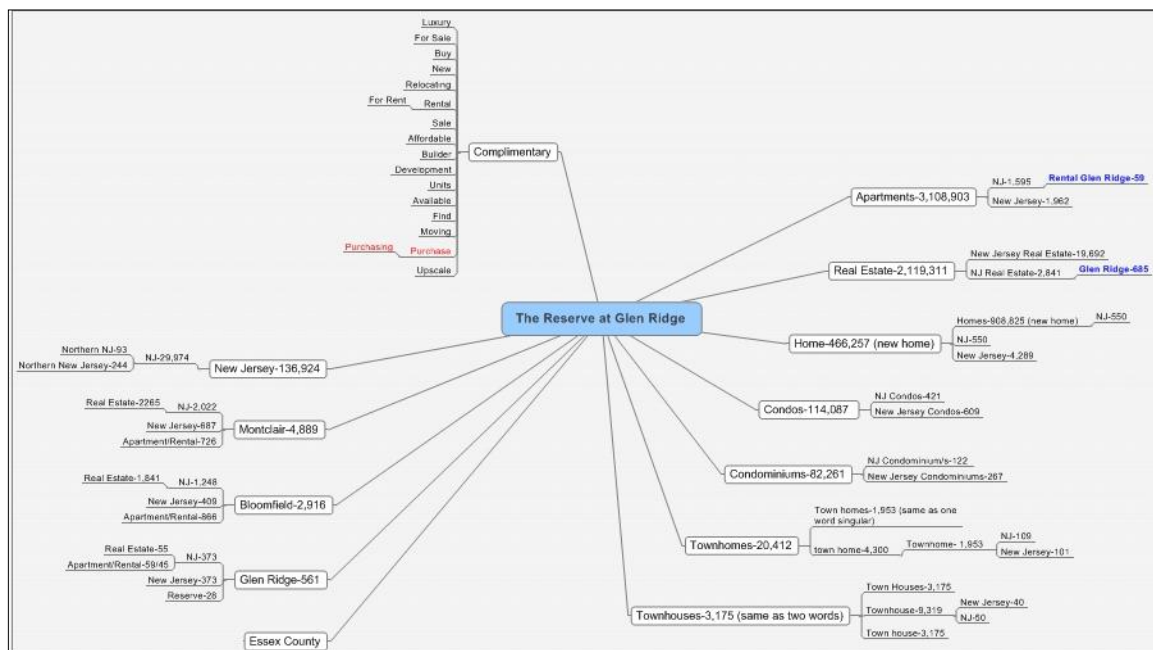 Luxury
For Sale
Buy
New
Relocating
For Rent
Rental
Sale
Affordable
Builder
Development
Units
Available
Find
Moving
Purchasing
Purchase
Upscale
Complimentary
The Reserve at Glen Ridge
Apartments-3,108,903
NJ-1,595
Rental Glen Ridge-59
New Jersey-1,962
Real Estate-2,119,311
New Jersey Real Estate-19,692
NJ Real Estate-2,841
Glen Ridge-685
Home-466,257 (new home)
Homes-908,825 (new home)
NJ-550
NJ-550
New Jersey-4,289
Condos-114,087
NJ Condos-421
New Jersey Condos-609
Condominiums-82,261
NJ Condominium/s-122
New Jersey Condominiums-267
Townhomes-20,412
Town homes-1,953 (same as one
word singular)
town home-4,300
Townhome- 1,953
NJ-109
New Jersey-101
Townhouses-3,175 (same as two words)
Town Houses-3,175
Townhouse-9,319
New Jersey-40
NJ-50
Town house-3,175
New Jersey-136,924
NJ-29,974
Northern NJ-93
Northern New Jersey-244
Montclair-4,889
Real Estate-2265
NJ-2,022
New Jersey-687
Apartment/Rental-726
Bloomfield-2,916
Real Estate-1,841
NJ-1,248
New Jersey-409
Apartment/Rental-866
Glen Ridge-561
Real Estate-55
NJ-373
Apartment/Rental-59/45
New Jersey-373
Reserve-28
Essex County